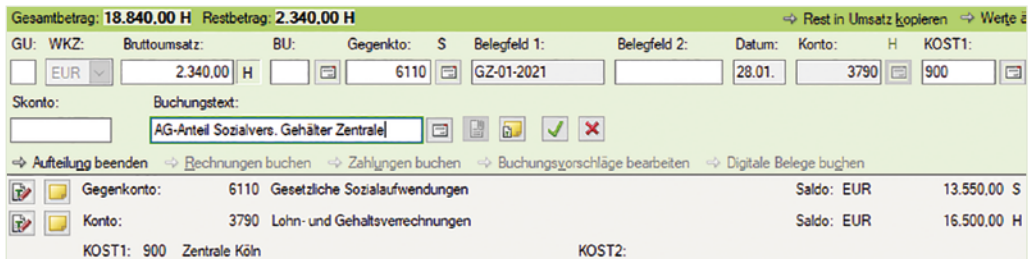 Gesamtbetrag: 18.840,00 H Restbetrag: 2.340,00 H ⇨ Rest in Umsatz kopieren ⇨ Werte ä
GU: WKZ: Bruttoumsatz: BU: Gegenkto: S Belegfeld 1: Belegfeld 2: Datum: Konto: H KOST1:
EUR 2.340,00 H 6110 GZ-01-2021 28.01. 3790 900
Skonto: Buchungstext:
AG-Anteil Sozialvers. Gehälter Zentrale
⇨ Aufteilung beenden ⇨ Rechnungen buchen ⇨ Zahlungen buchen ⇨ Buchungsvorschläge bearbeiten ⇨ Digitale Belege buchen
Gegenkonto: 6110 Gesetzliche Sozialaufwendungen Saldo: EUR 13.550,00 S
Konto: 3790 Lohn- und Gehaltsverrechnungen Saldo: EUR 16.500,00 H
KOST1: 900 Zentrale Köln KOST2: